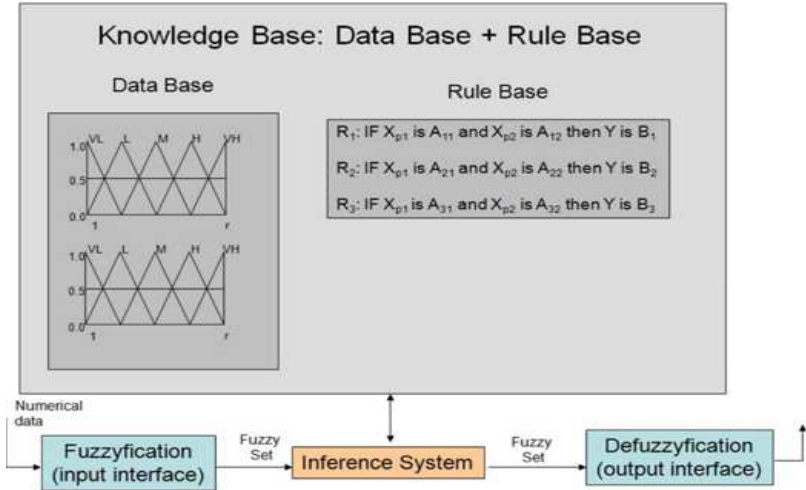 Knowledge Base: Data Base + Rule Base
Data Base
Rule Base
VL L M H VH
1.0
0.5
0.0
1 r
VL L M H VH
1.0
0.5
0.0
1 r
R₁: IF Xₚ₁ is A₁₁ and Xₚ₂ is A₁₂ then Y is B₁
R₂: IF Xₚ₁ is A₂₁ and Xₚ₂ is A₂₂ then Y is B₂
R₃: IF Xₚ₁ is A₃₁ and Xₚ₂ is A₃₂ then Y is B₃
Numerical
data
Fuzzyfication
(input interface)
Fuzzy
Set
Inference System
Fuzzy
Set
Defuzzyfication
(output interface)